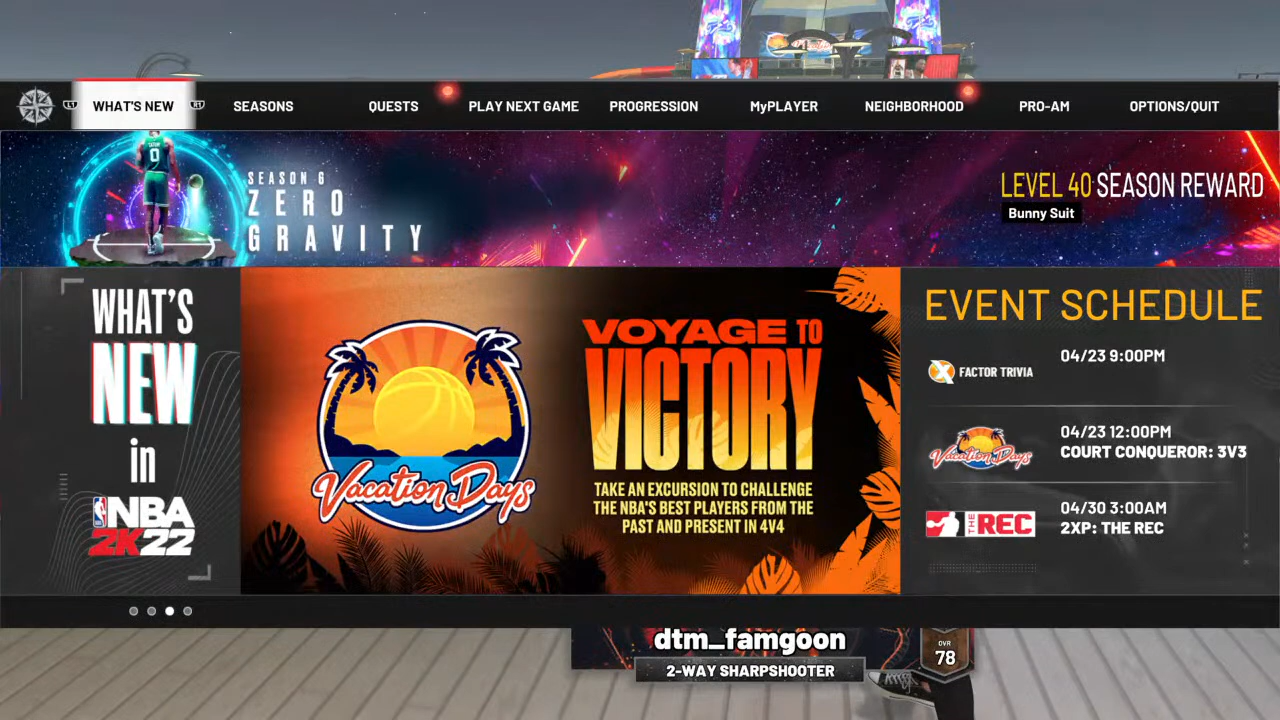 L1
WHAT'S NEW
R1
SEASONS
QUESTS
PLAY NEXT GAME
PROGRESSION
MyPLAYER
NEIGHBORHOOD
PRO-AM
OPTIONS/QUIT
TATUM
0
SEASON 6
ZERO
GRAVITY
LEVEL 40 SEASON REWARD
Bunny Suit
WHAT'S
NEW
in
NBA
2K22
Vacation Days
VOYAGE TO
VICTORY
TAKE AN EXCURSION TO CHALLENGE
THE NBA'S BEST PLAYERS FROM THE
PAST AND PRESENT IN 4V4
EVENT SCHEDULE
X FACTOR TRIVIA
04/23 9:00PM
Vacation Days
04/23 12:00PM
COURT CONQUEROR: 3V3
THE REC
04/30 3:00AM
2XP: THE REC
dtm_famgoon
2-WAY SHARPSHOOTER
OVR
78